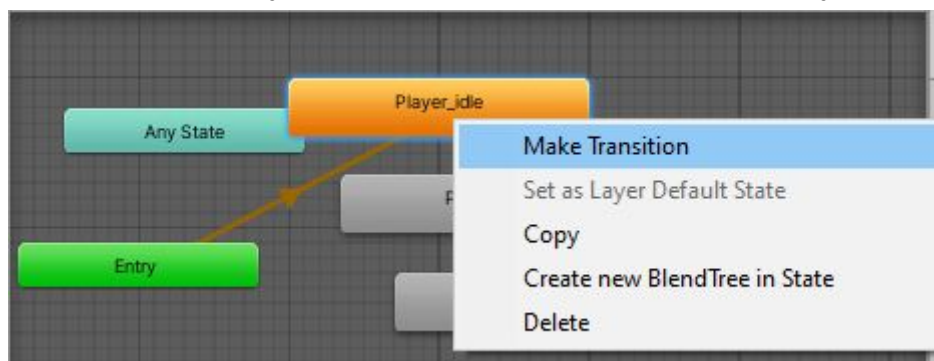 Player_idle
Any State
Make Transition
Set as Layer Default State
Copy
Entry
Create new BlendTree in State
Delete